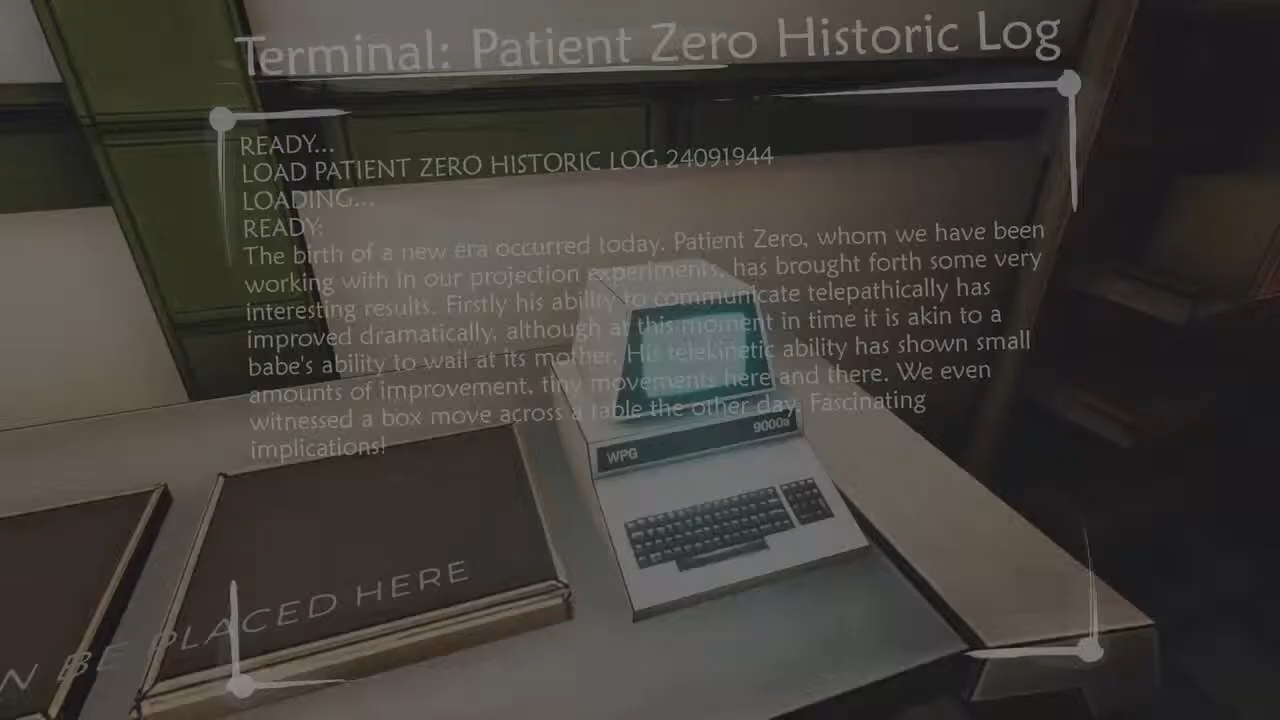 Terminal: Patient Zero Historic Log
READY...
LOAD PATIENT ZERO HISTORIC LOG 24091944
LOADING...
READY:
The birth of a new era occurred today. Patient Zero, whom we have been
working with in our projection experiments, has brought forth some very
interesting results. Firstly his ability to communicate telepathically has
improved dramatically, although at this moment in time it is akin to a
babe's ability to wail at its mother. His telekinetic ability has shown small
amounts of improvement, tiny movements here and there. We even
witnessed a box move across a table the other day. Fascinating
implications!
9000a
WPG
N BE PLACED HERE